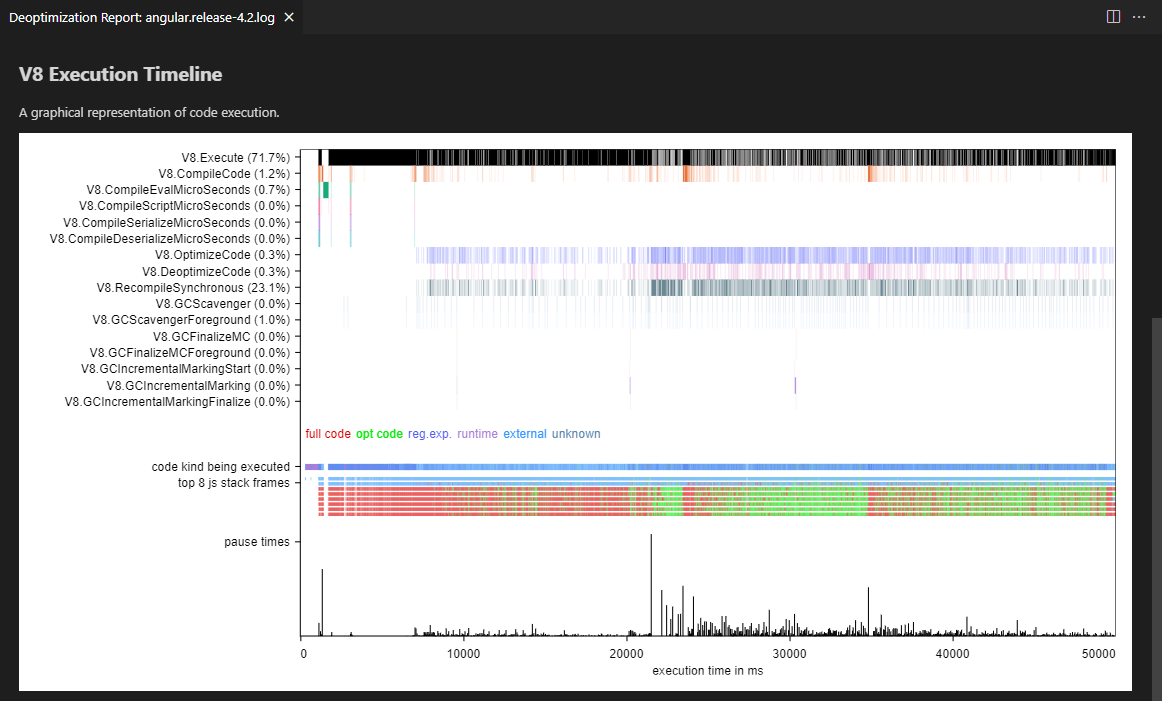 Deoptimization Report: angular.release-4.2.log
V8 Execution Timeline
A graphical representation of code execution.
V8.Execute (71.7%)
V8.CompileCode (1.2%)
V8.CompileEvalMicroSeconds (0.7%)
V8.CompileScriptMicroSeconds (0.0%)
V8.CompileSerializeMicroSeconds (0.0%)
V8.CompileDeserializeMicroSeconds (0.0%)
V8.OptimizeCode (0.3%)
V8.DeoptimizeCode (0.3%)
V8.RecompileSynchronous (23.1%)
V8.GCScavenger (0.0%)
V8.GCScavengerForeground (1.0%)
V8.GCFinalizeMC (0.0%)
V8.GCFinalizeMCForeground (0.0%)
V8.GCIncrementalMarkingStart (0.0%)
V8.GCIncrementalMarking (0.0%)
V8.GCIncrementalMarkingFinalize (0.0%)
full code opt code reg.exp. runtime external unknown
code kind being executed
top 8 js stack frames
pause times
0 10000 20000 30000 40000 50000
execution time in ms